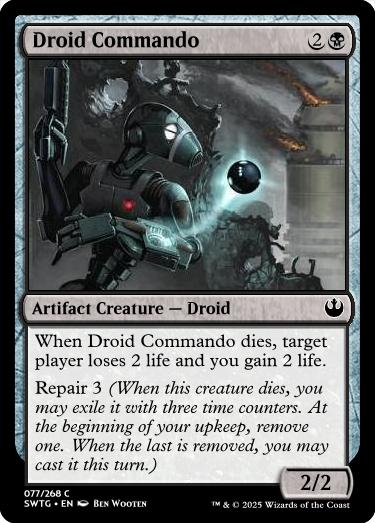 Droid Commando 2
Artifact Creature — Droid
When Droid Commando dies, target
player loses 2 life and you gain 2 life.
Repair 3 (When this creature dies, you
may exile it with three time counters. At
the beginning of your upkeep, remove
one. When the last is removed, you may
cast it this turn.)
2/2
077/268 C
SWTG • EN Ben Wooten
™ & © 2025 Wizards of the Coast